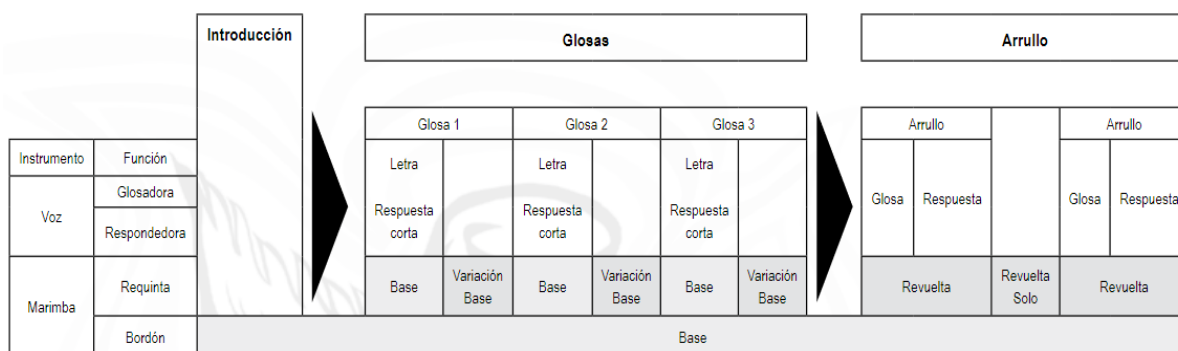 Introducción
Glosas
Arrullo
Glosa 1
Glosa 2
Glosa 3
Arrullo
Arrullo
Instrumento
Función
Letra
Letra
Letra
Glosa
Respuesta
Glosa
Respuesta
Voz
Glosadora
Respondedora
Respuesta
corta
Respuesta
corta
Respuesta
corta
Marimba
Requinta
Base
Variación
Base
Base
Variación
Base
Base
Variación
Base
Revuelta
Revuelta
Solo
Revuelta
Bordón
Base